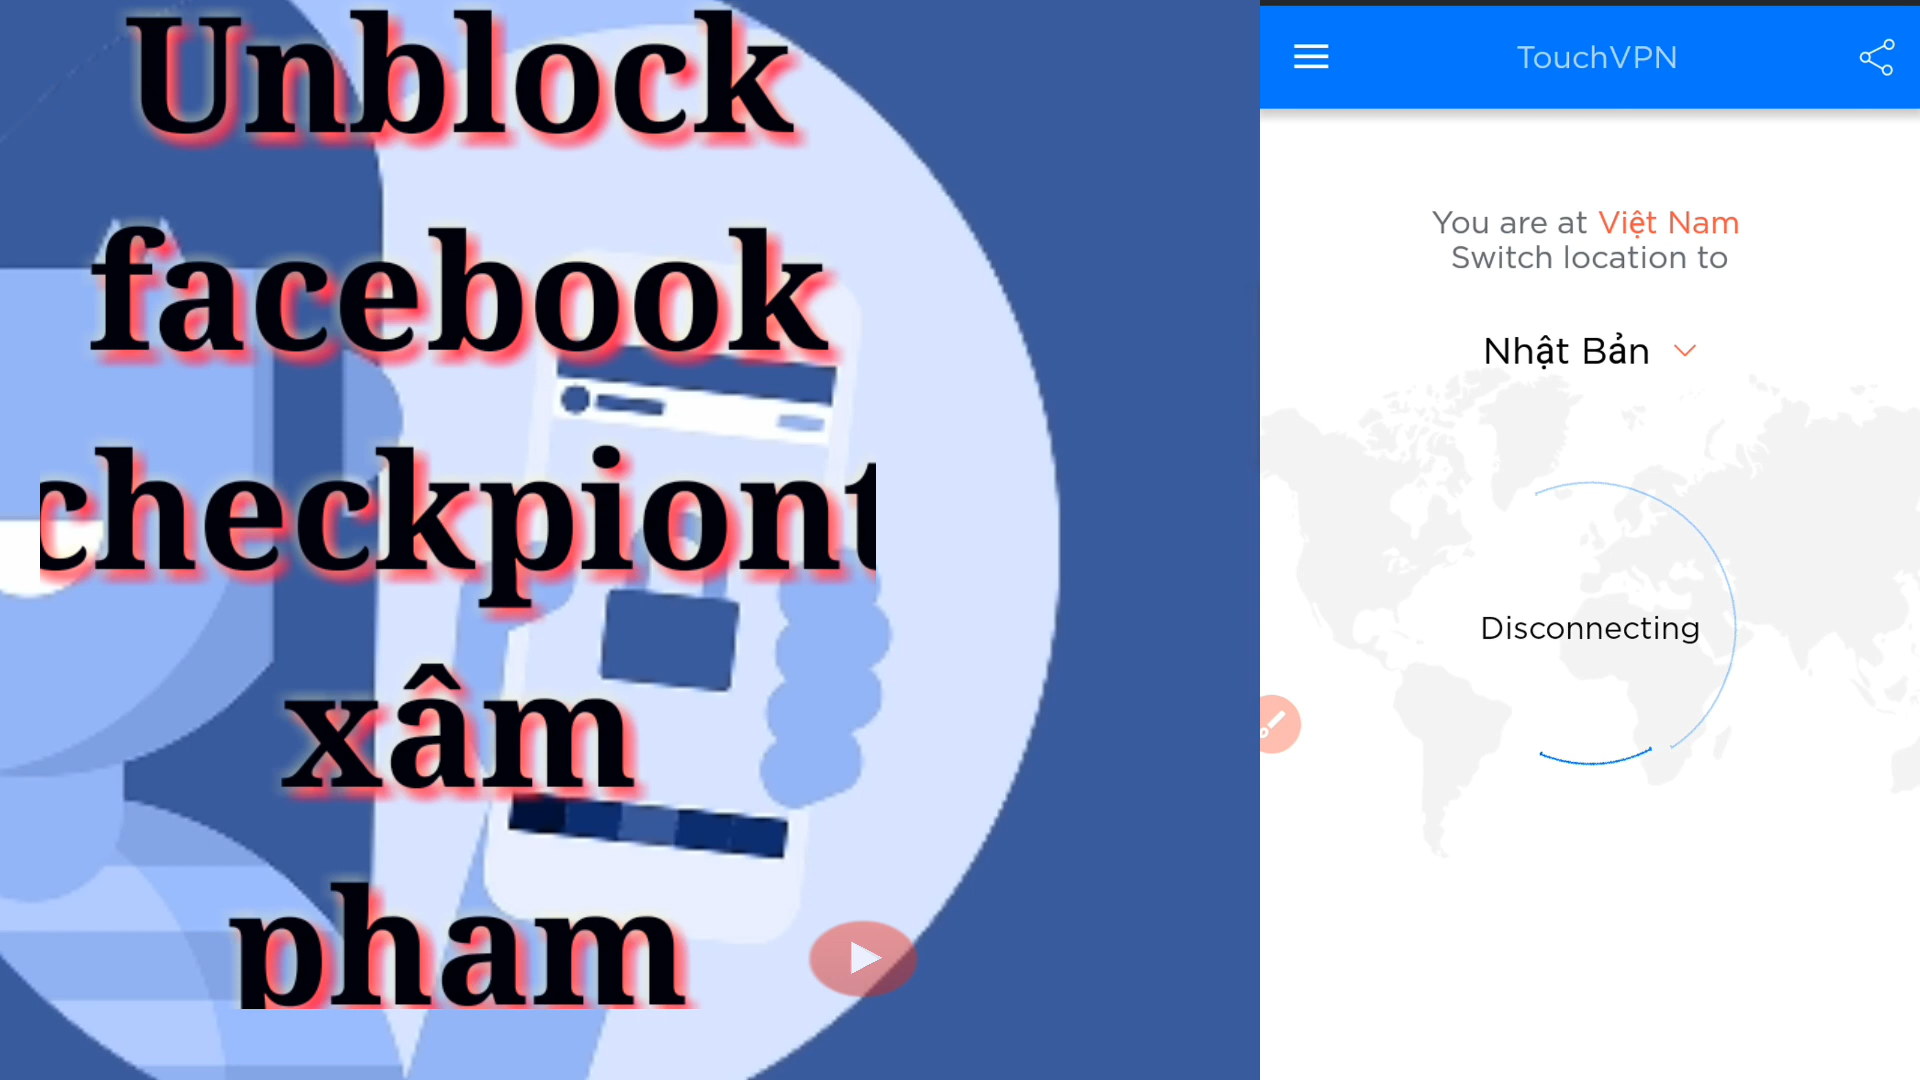 Unblock
facebook
checkpiont
xâm
pham
TouchVPN
You are at Việt Nam
Switch location to
Nhật Bản
Disconnecting